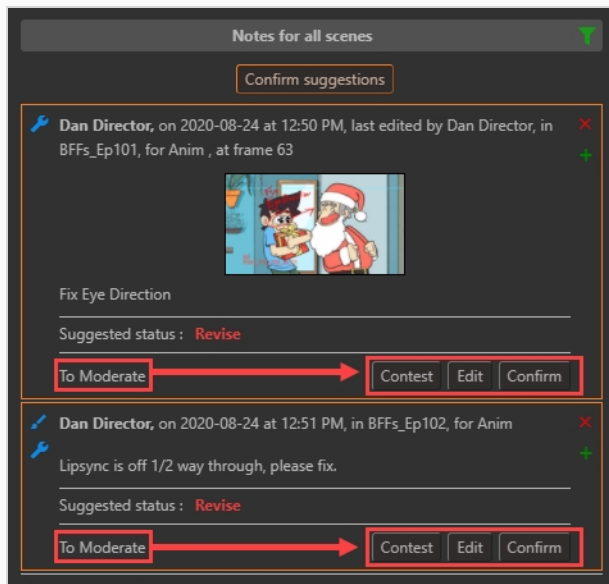 Notes for all scenes
Confirm suggestions
Dan Director, on 2020-08-24 at 12:50 PM, last edited by Dan Director, in
BFFs_Ep101, for Anim , at frame 63
Fix Eye Direction
Suggested status : Revise
To Moderate Contest Edit Confirm
Dan Director, on 2020-08-24 at 12:51 PM, in BFFs_Ep102, for Anim
Lipsync is off 1/2 way through, please fix.
Suggested status : Revise
To Moderate Contest Edit Confirm